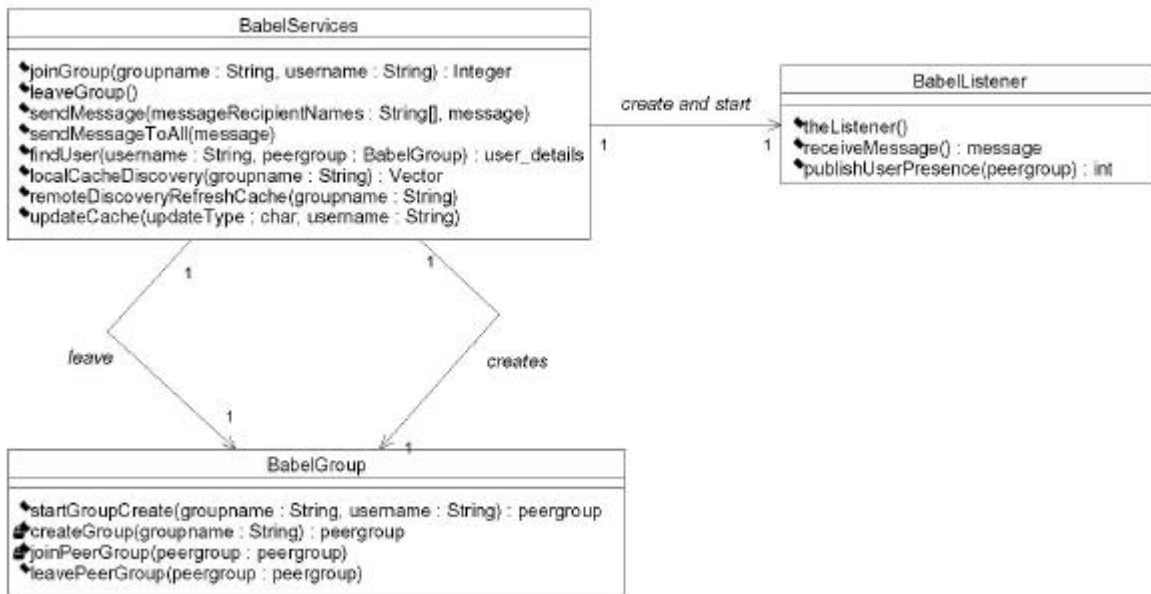 BabelServices
joinGroup(groupname : String, username : String) : Integer
leaveGroup()
sendMessage(messageRecipientNames : String[], message)
sendMessageToAll(message)
findUser(username : String, peergroup : BabelGroup) : user_details
localCacheDiscovery(groupname : String) : Vector
remoteDiscoveryRefreshCache(groupname : String)
updateCache(updateType : char, username : String)
create and start
1
1
BabelListener
theListener()
receiveMessage() : message
publishUserPresence(peergroup) : int
1
1
leave
creates
1
1
BabelGroup
startGroupCreate(groupname : String, username : String) : peergroup
createGroup(groupname : String) : peergroup
joinPeerGroup(peergroup : peergroup)
leavePeerGroup(peergroup : peergroup)